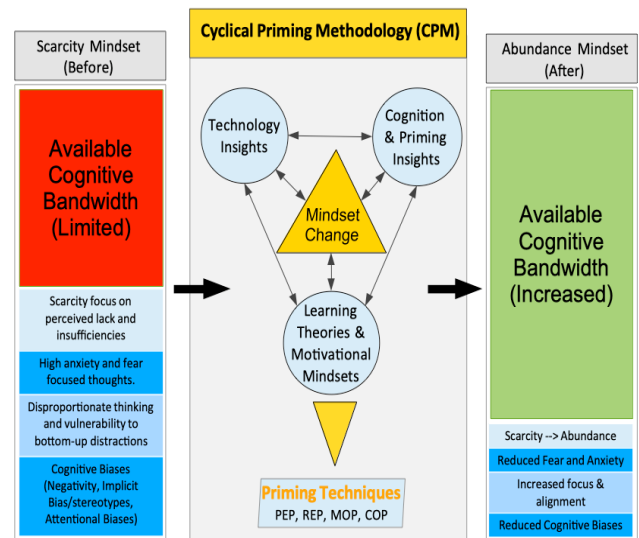 Scarcity Mindset
(Before)
Available
Cognitive
Bandwidth
(Limited)
Scarcity focus on
perceived lack and
insufficiencies
High anxiety and fear
focused thoughts.
Disproportionate thinking
and vulnerability to
bottom-up distractions
Cognitive Biases
(Negativity, Implicit
Bias/stereotypes,
Attentional Biases)
Cyclical Priming Methodology (CPM)
Technology
Insights
Cognition
& Priming
Insights
Mindset
Change
Learning
Theories &
Motivational
Mindsets
Priming Techniques
PEP, REP, MOP, COP
Abundance Mindset
(After)
Available
Cognitive
Bandwidth
(Increased)
Scarcity --> Abundance
Reduced Fear and Anxiety
Increased focus &
alignment
Reduced Cognitive Biases